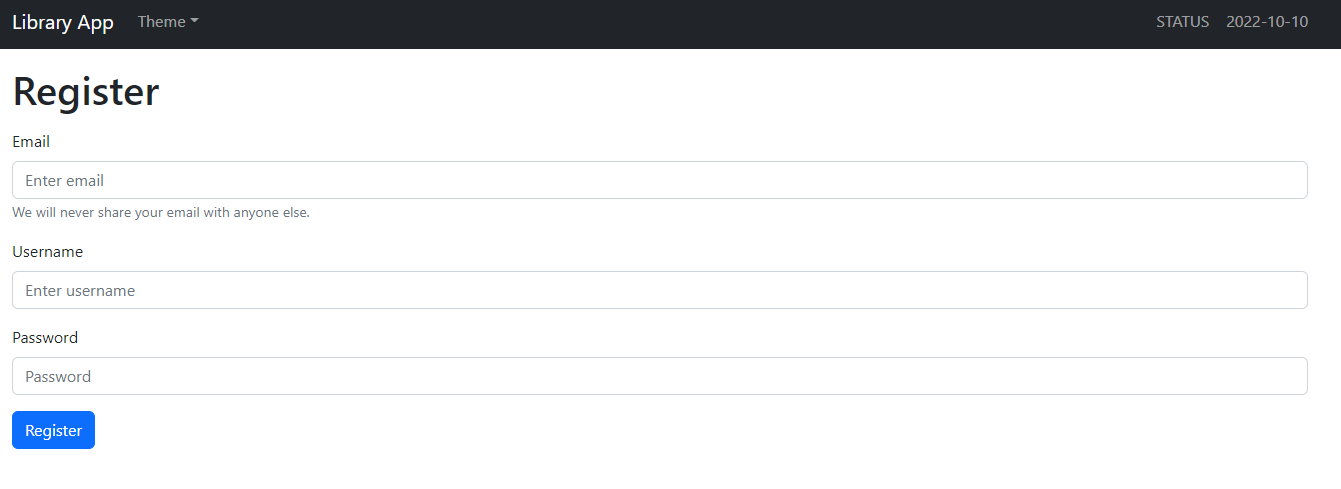 Library App Theme STATUS 2022-10-10
Register
Email
Enter email
We will never share your email with anyone else.
Username
Enter username
Password
Password
Register